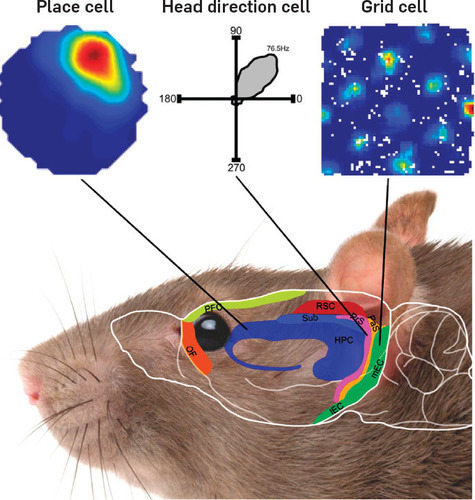 Place cell
Head direction cell
Grid cell
90
76.5Hz
180
0
270
PFC
RSC
PrS
PaS
Sub
OF
HPC
mEC
lEC